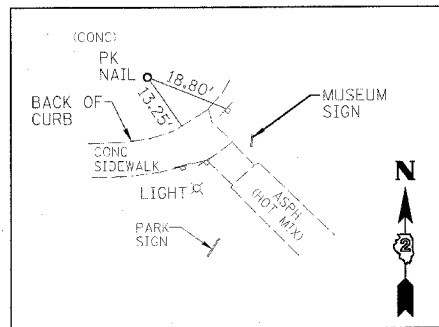 (CONC)
PK
NAIL
18.80'
13.25'
BACK OF
CURB
MUSEUM
SIGN
CONC
SIDEWALK
LIGHT
ASPH
(HOT MIX)
PARK
SIGN
N
2